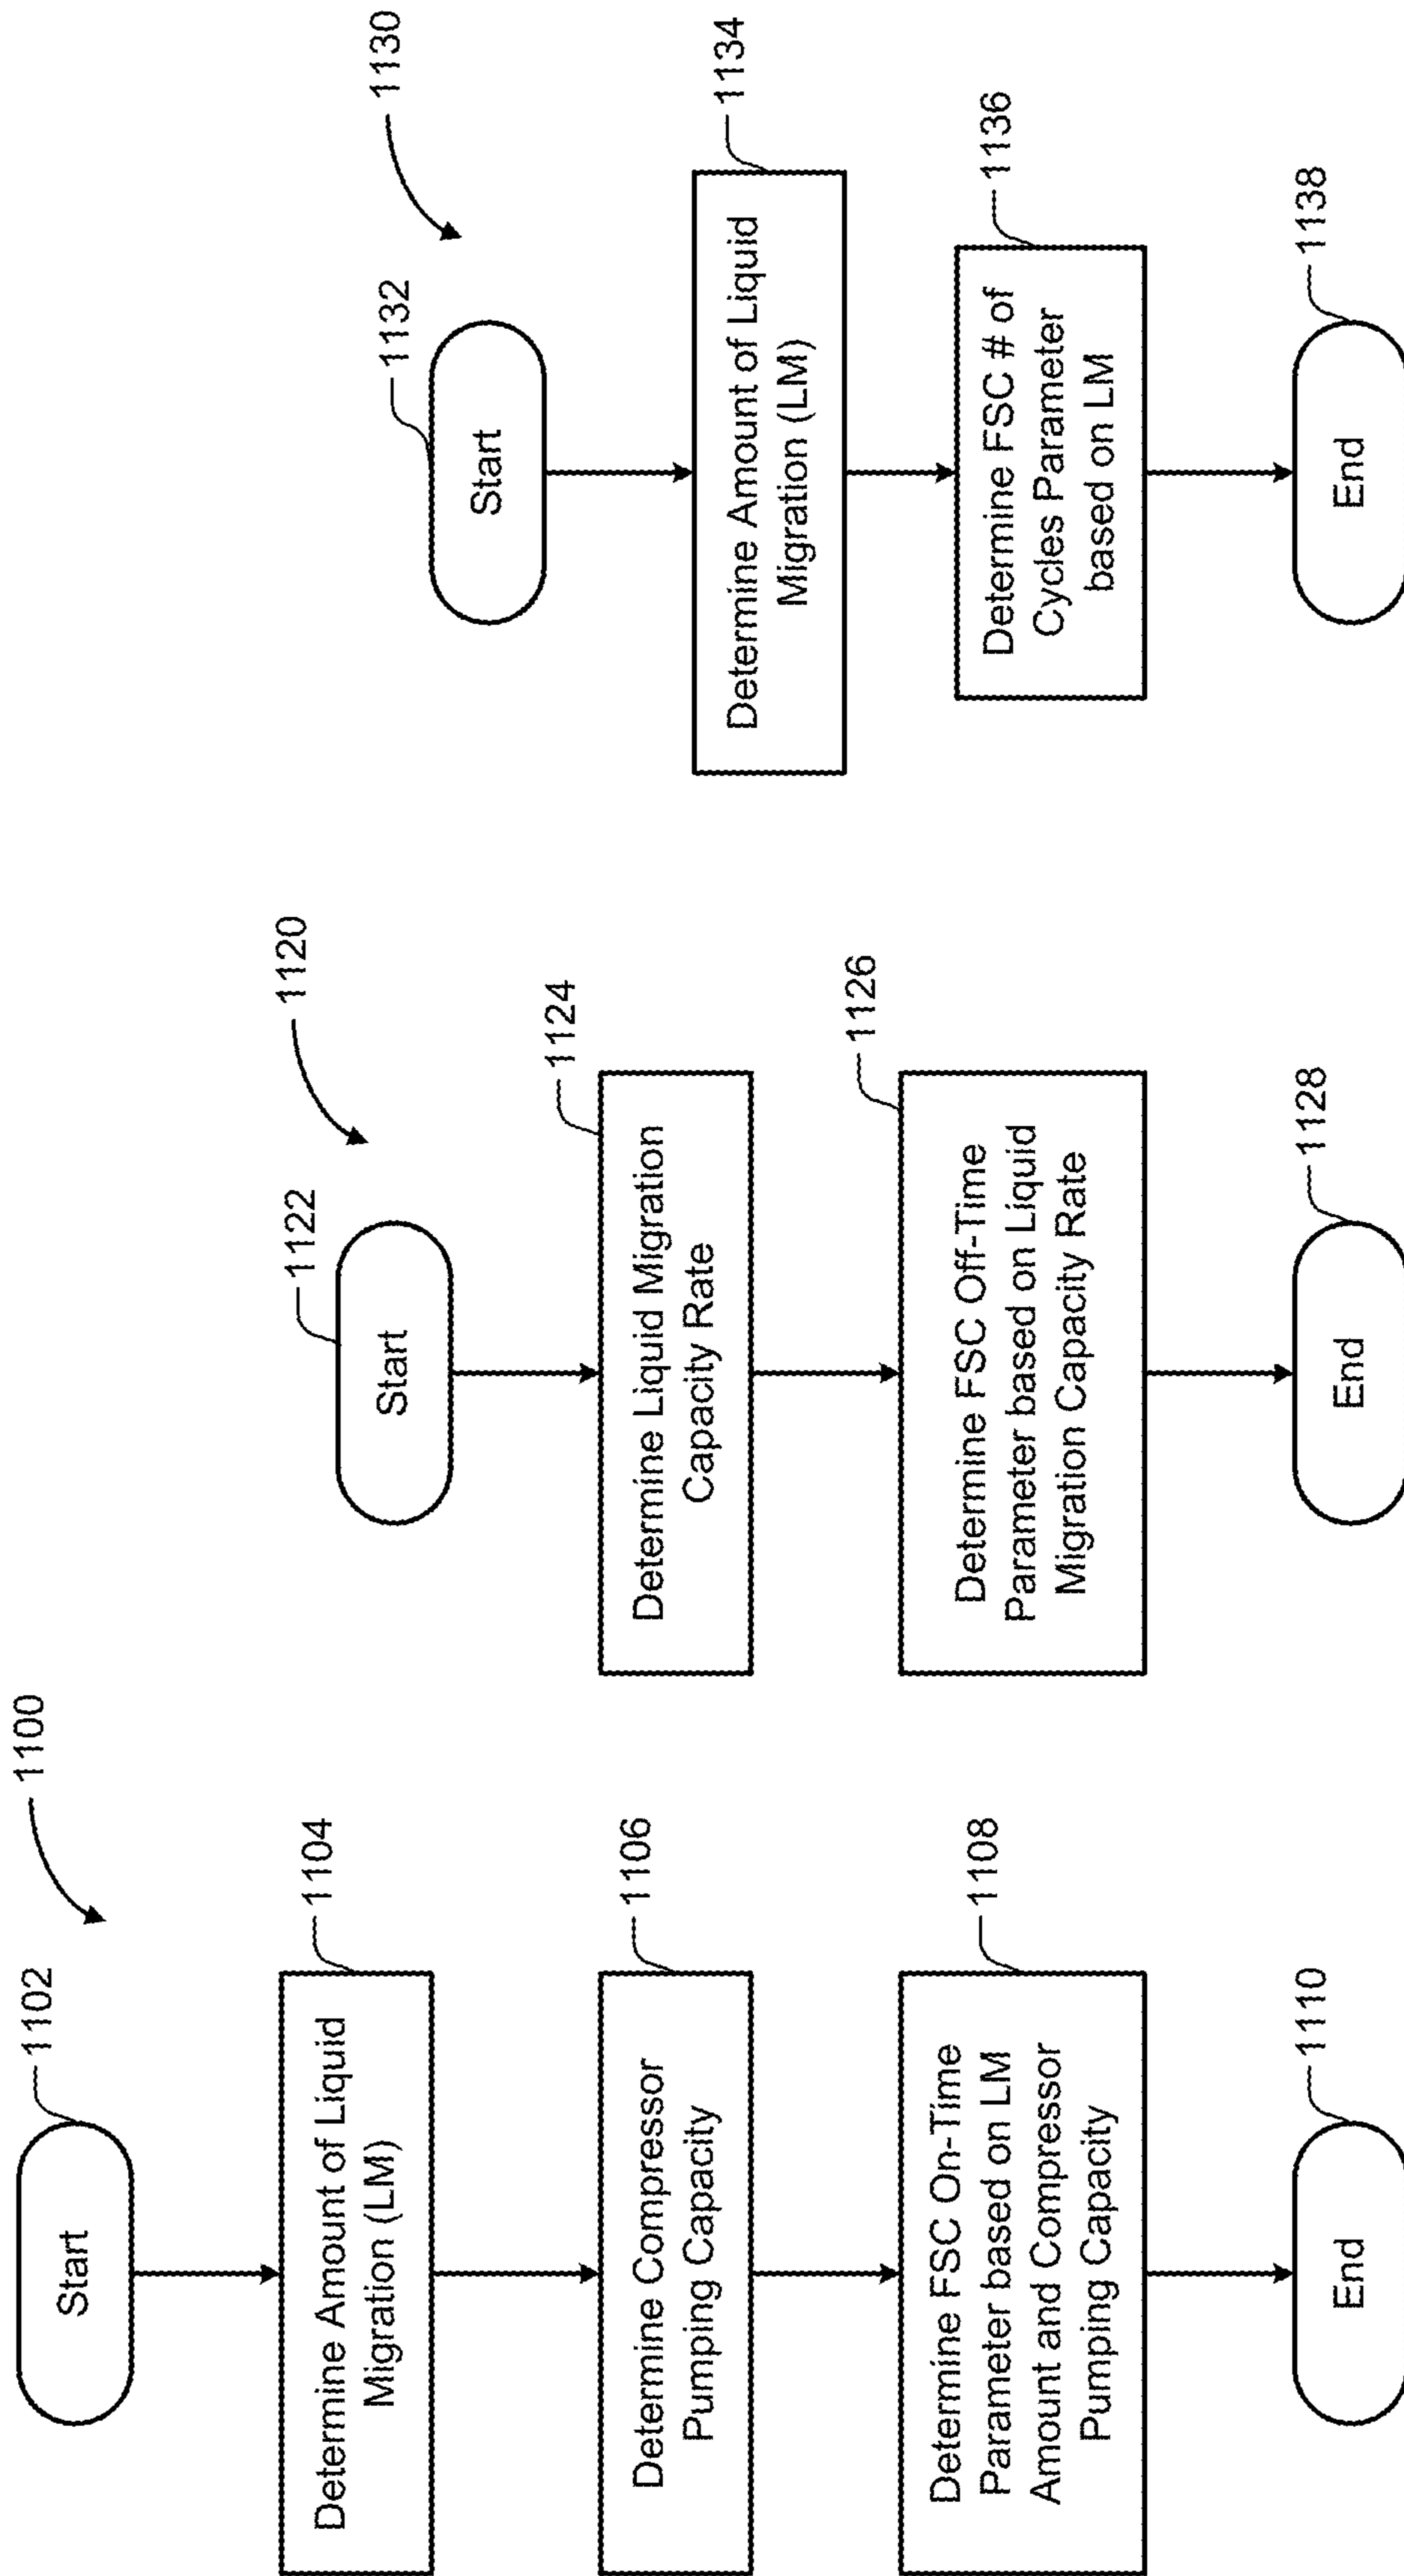 1100
1102
Start
1104
Determine Amount of Liquid
Migration (LM)
1106
Determine Compressor
Pumping Capacity
1108
Determine FSC On-Time
Parameter based on LM
Amount and Compressor
Pumping Capacity
1110
End
1120
1122
Start
1124
Determine Liquid Migration
Capacity Rate
1126
Determine FSC Off-Time
Parameter based on Liquid
Migration Capacity Rate
1128
End
1130
1132
Start
1134
Determine Amount of Liquid
Migration (LM)
1136
Determine FSC # of
Cycles Parameter
based on LM
1138
End